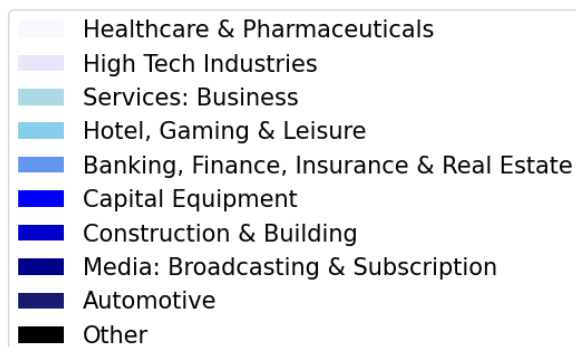 Healthcare & Pharmaceuticals
High Tech Industries
Services: Business
Hotel, Gaming & Leisure
Banking, Finance, Insurance & Real Estate
Capital Equipment
Construction & Building
Media: Broadcasting & Subscription
Automotive
Other